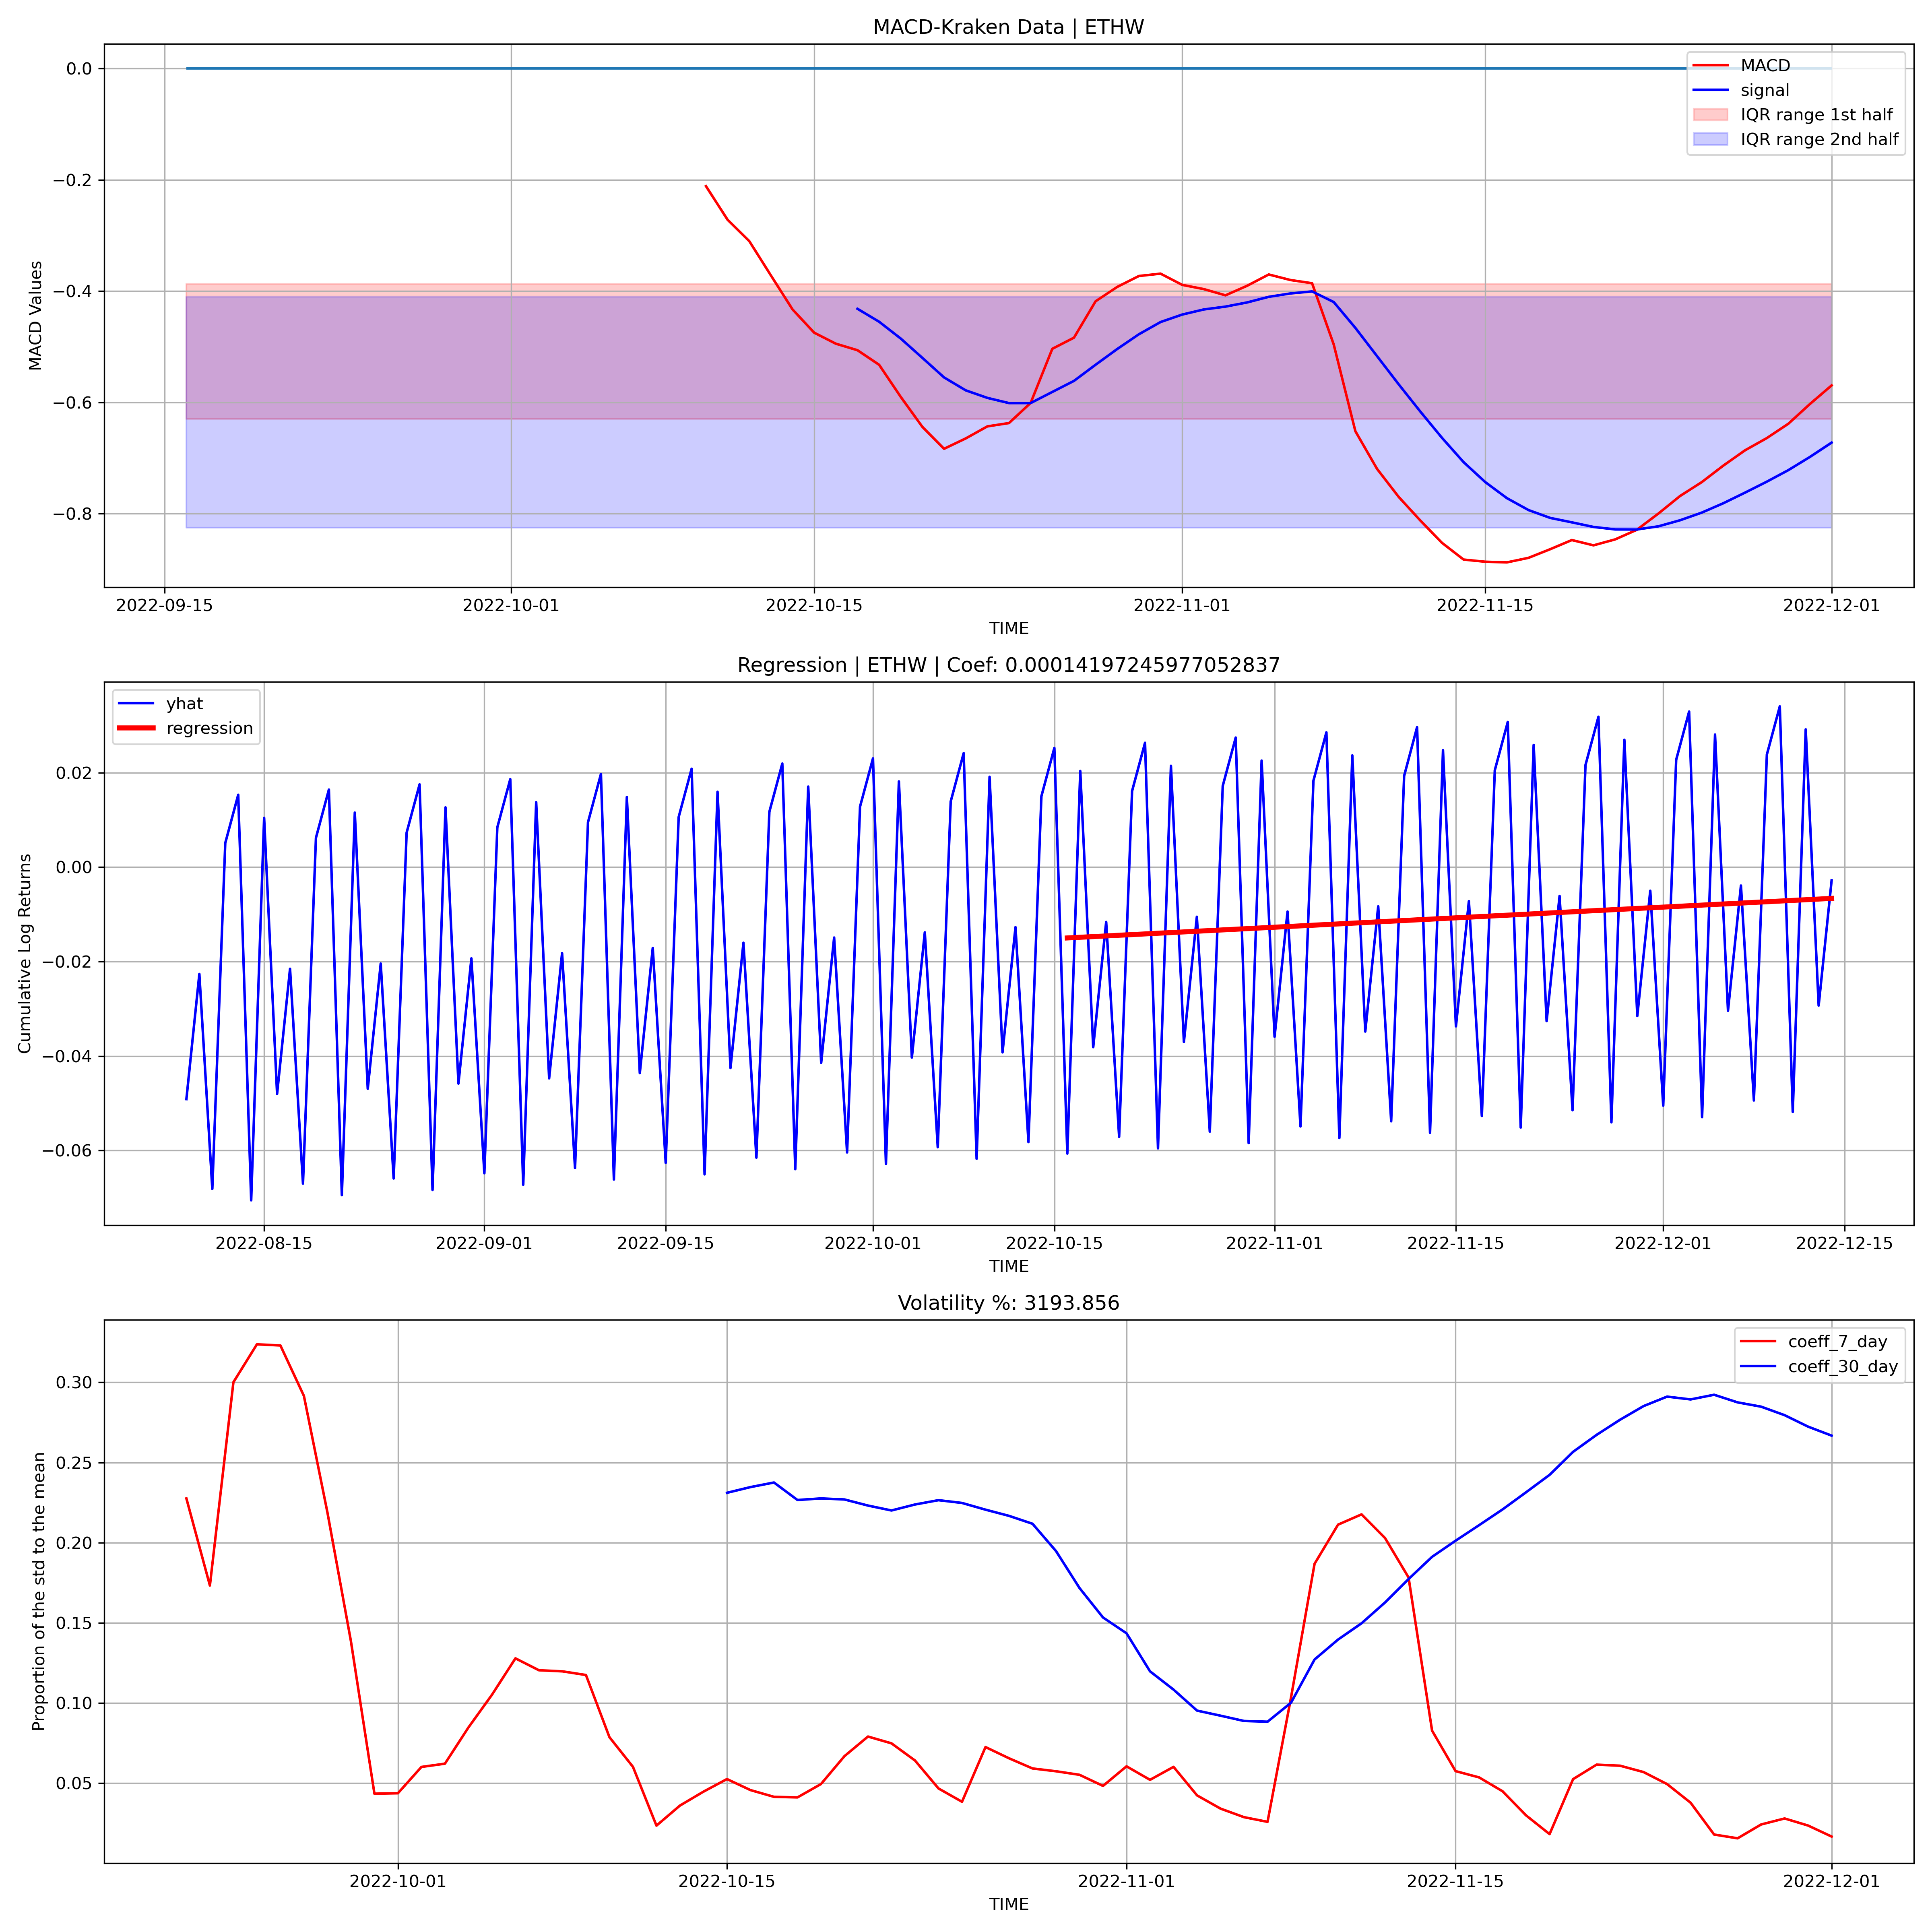 MACD-Kraken Data | ETHW
MACD Values
0.0
−0.2
−0.4
−0.6
−0.8
MACD
signal
IQR range 1st half
IQR range 2nd half
2022-09-15 2022-10-01 2022-10-15 2022-11-01 2022-11-15 2022-12-01
TIME
Regression | ETHW | Coef: 0.00014197245977052837
Cumulative Log Returns
0.02
0.00
−0.02
−0.04
−0.06
yhat
regression
2022-08-15 2022-09-01 2022-09-15 2022-10-01 2022-10-15 2022-11-01 2022-11-15 2022-12-01 2022-12-15
TIME
Volatility %: 3193.856
Proportion of the std to the mean
0.30
0.25
0.20
0.15
0.10
0.05
coeff_7_day
coeff_30_day
2022-10-01 2022-10-15 2022-11-01 2022-11-15 2022-12-01
TIME